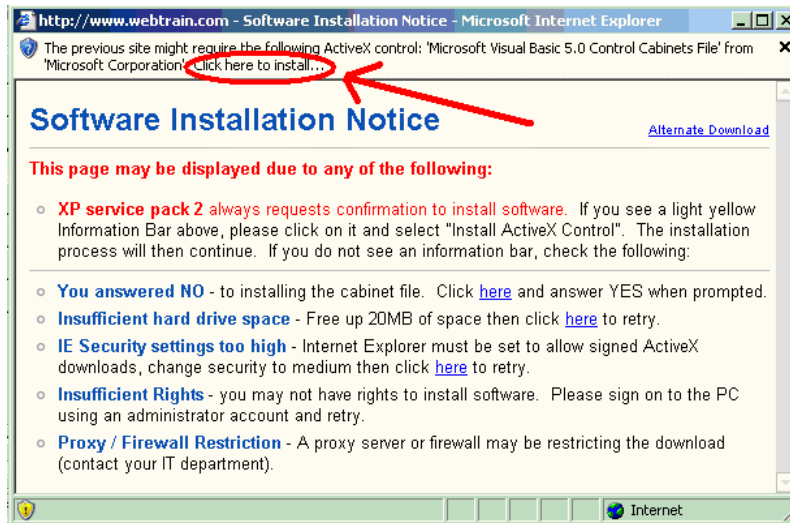 http://www.webtrain.com - Software Installation Notice - Microsoft Internet Explorer
The previous site might require the following ActiveX control: 'Microsoft Visual Basic 5.0 Control Cabinets File' from
'Microsoft Corporation'. Click here to install...
Software Installation Notice
Alternate Download
This page may be displayed due to any of the following:
XP service pack 2 always requests confirmation to install software. If you see a light yellow
Information Bar above, please click on it and select "Install ActiveX Control". The installation
process will then continue. If you do not see an information bar, check the following:
You answered NO - to installing the cabinet file. Click here and answer YES when prompted.
Insufficient hard drive space - Free up 20MB of space then click here to retry.
IE Security settings too high - Internet Explorer must be set to allow signed ActiveX
downloads, change security to medium then click here to retry.
Insufficient Rights - you may not have rights to install software. Please sign on to the PC
using an administrator account and retry.
Proxy / Firewall Restriction - A proxy server or firewall may be restricting the download
(contact your IT department).
Internet